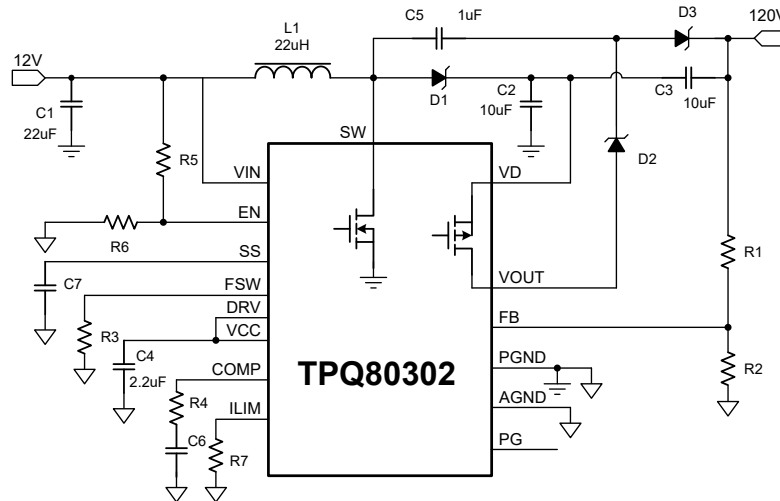 C5
1uF
D3
120V
L1
22uH
12V
D1
C2
10uF
C3
10uF
C1
22uF
SW
D2
R5
VIN
VD
EN
R6
R1
SS
VOUT
C7
FSW
DRV
FB
R3
VCC
C4
2.2uF
PGND
R2
COMP
TPQ80302
R4
AGND
ILIM
C6
R7
PG